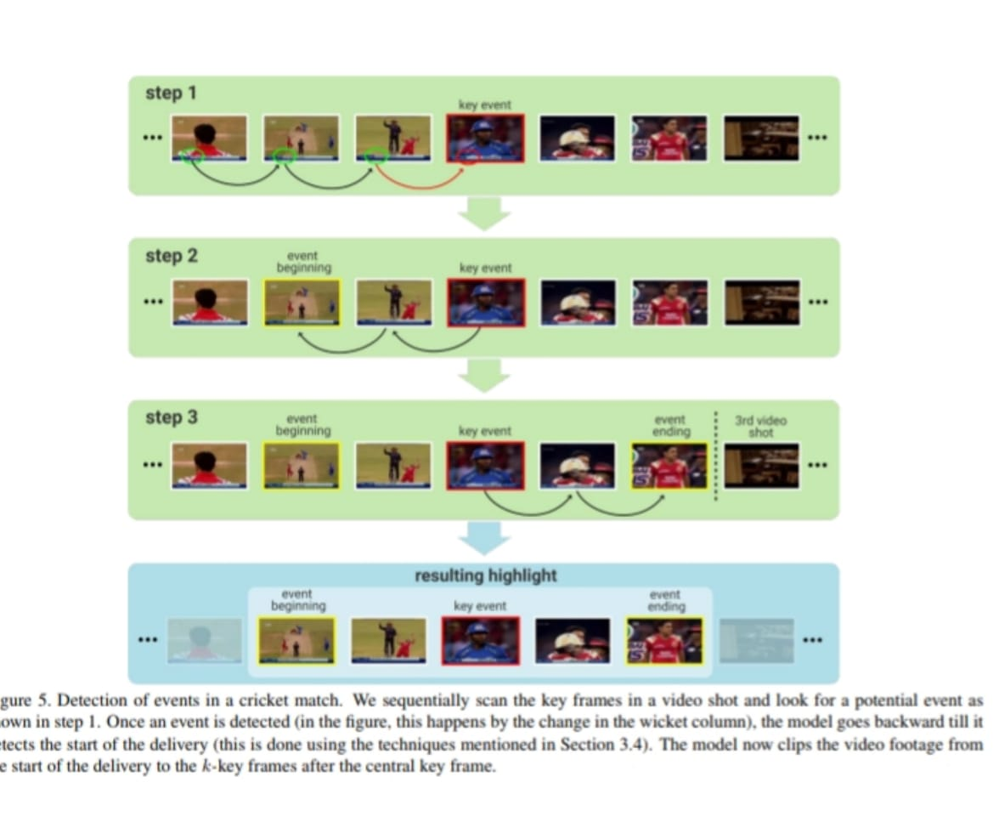 step 1
key event
step 2
event
beginning
key event
step 3
event
beginning
key event
event
ending
3rd video
shot
resulting highlight
event
beginning
key event
event
ending
gure 5. Detection of events in a cricket match. We sequentially scan the key frames in a video shot and look for a potential event as
own in step 1. Once an event is detected (in the figure, this happens by the change in the wicket column), the model goes backward till it
tects the start of the delivery (this is done using the techniques mentioned in Section 3.4). The model now clips the video footage from
e start of the delivery to the k-key frames after the central key frame.